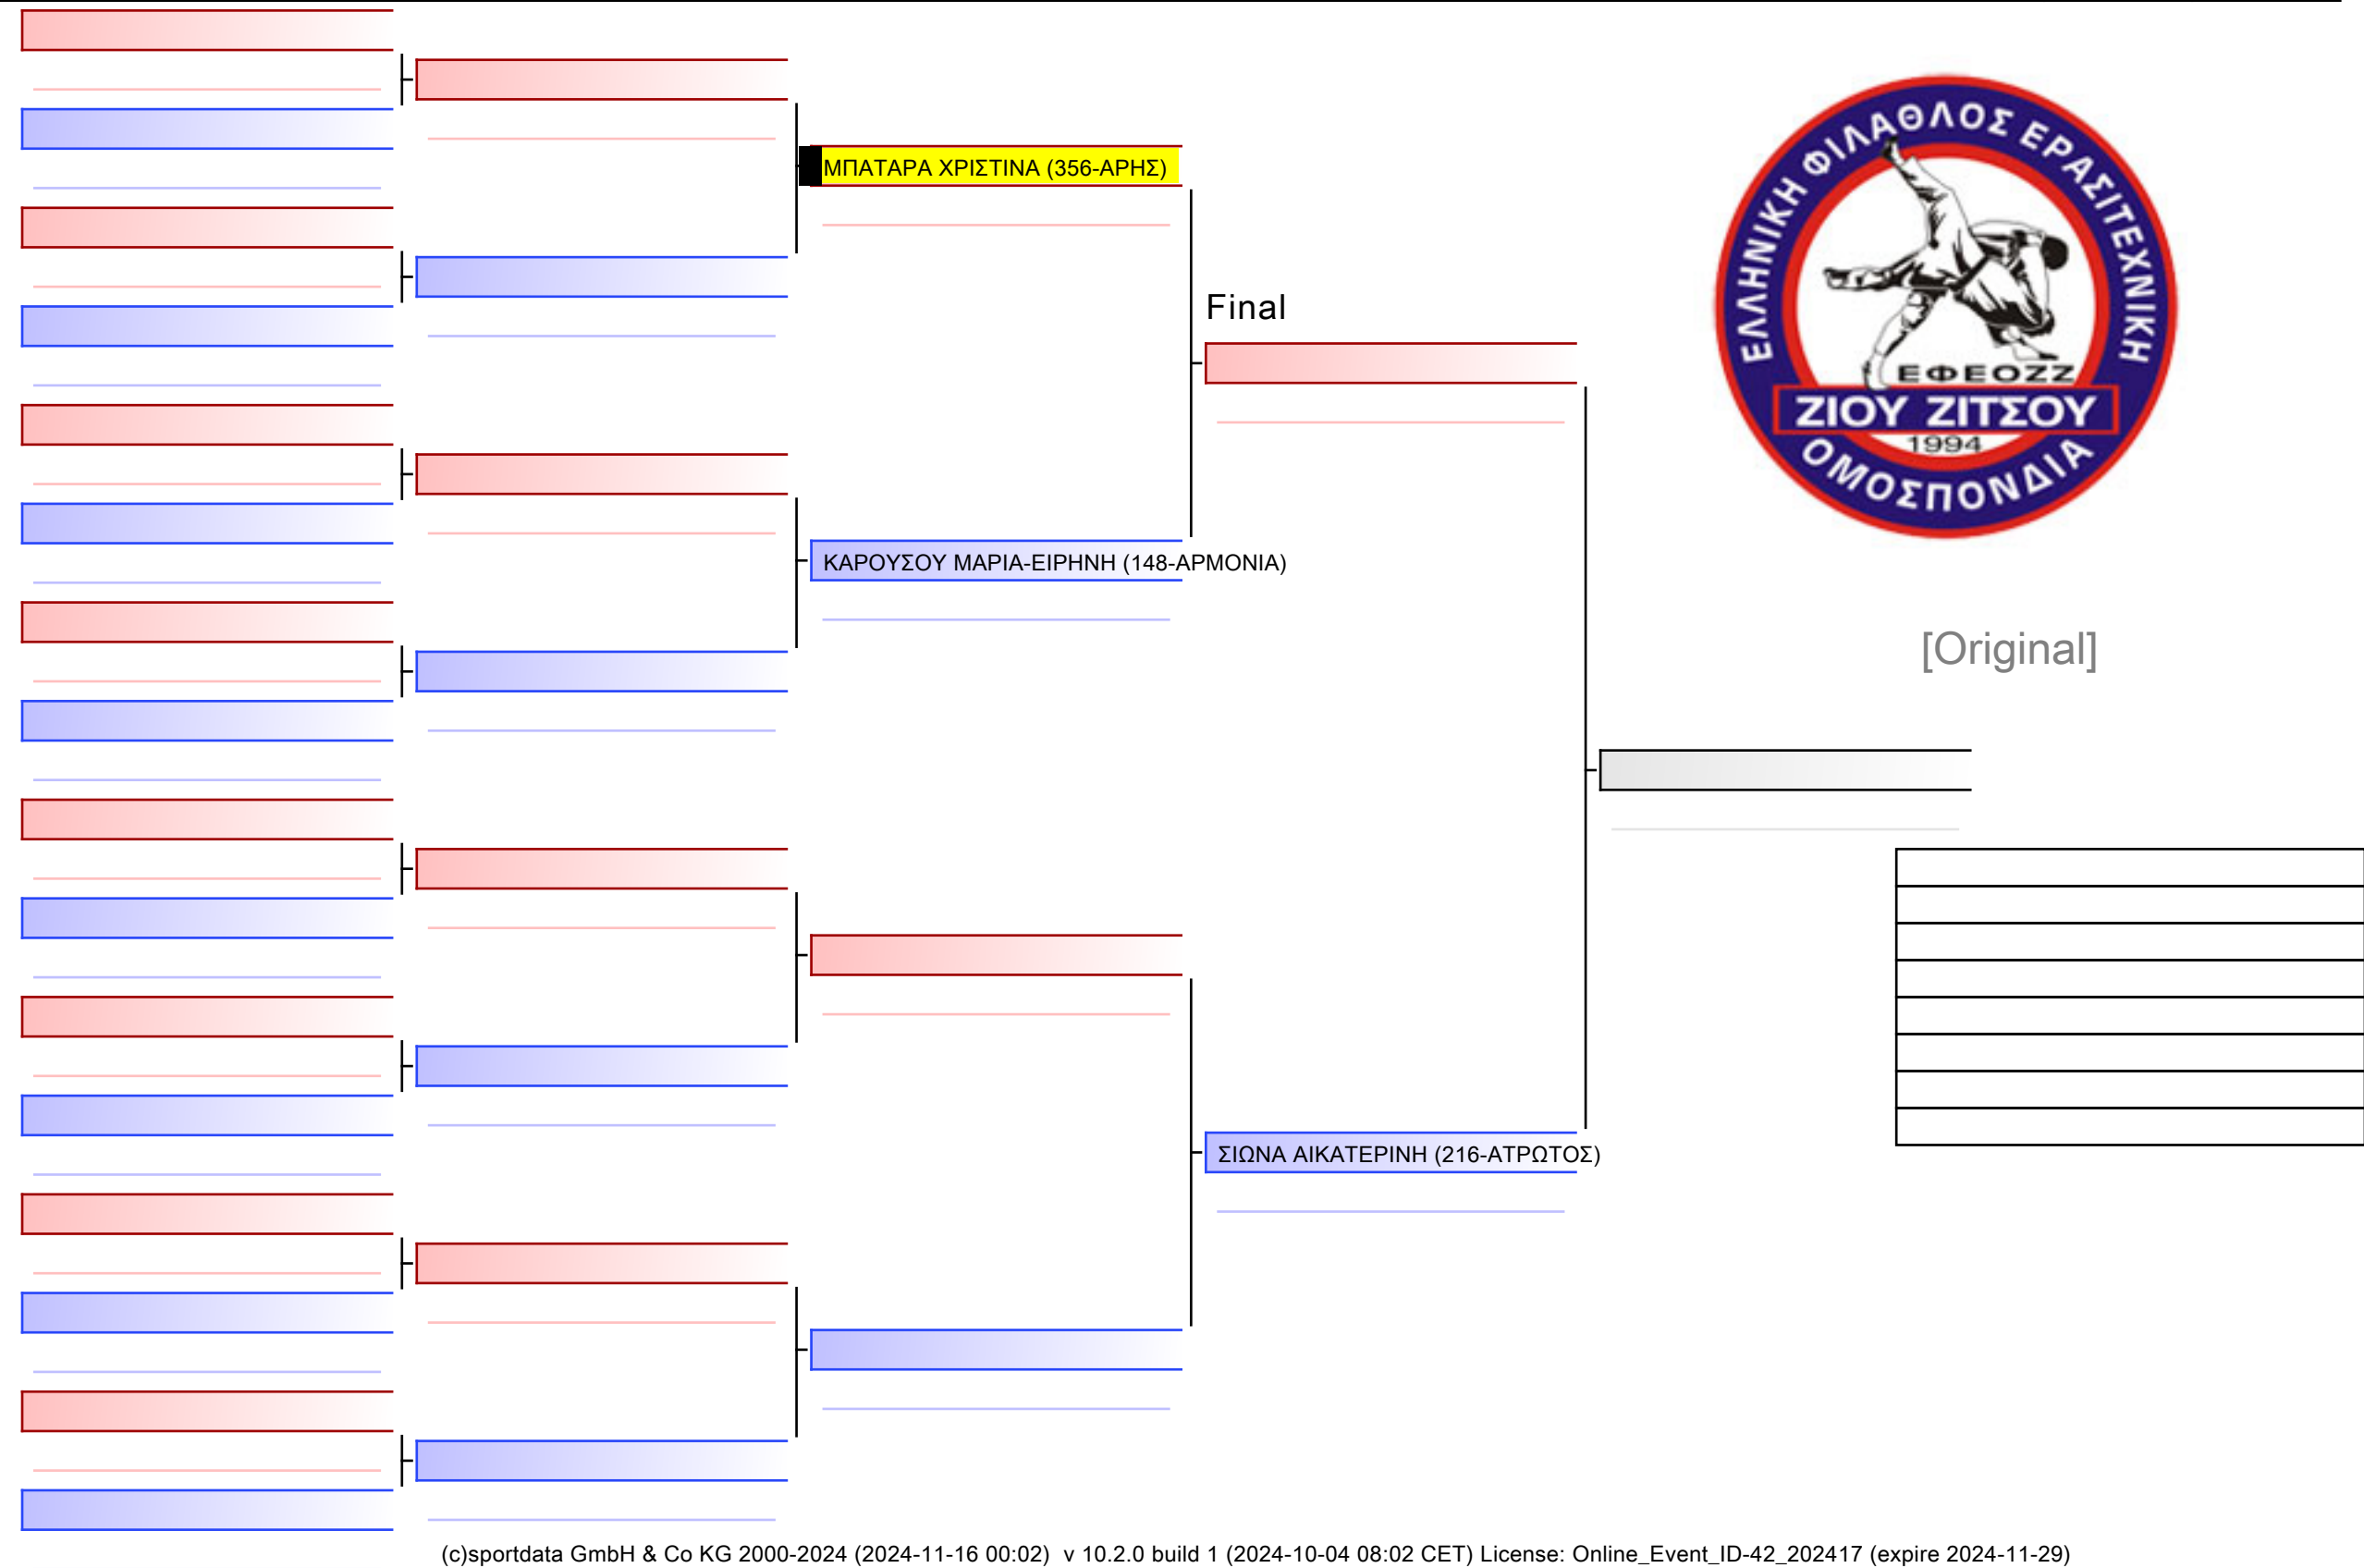 ΜΠΑΤΑΡΑ ΧΡΙΣΤΙΝΑ (356-ΑΡΗΣ)
Final
ΚΑΡΟΥΣΟΥ ΜΑΡΙΑ-ΕΙΡΗΝΗ (148-ΑΡΜΟΝΙΑ)
ΣΙΩΝΑ ΑΙΚΑΤΕΡΙΝΗ (216-ΑΤΡΩΤΟΣ)
ΕΛΛΗΝΙΚΗ ΦΙΛΑΘΛΟΣ ΕΡΑΣΙΤΕΧΝΙΚΗ
ΕΦΕΟΖΖ
ΖΙΟΥ ΖΙΤΣΟΥ
1994
ΟΜΟΣΠΟΝΔΙΑ
[Original]
(c)sportdata GmbH & Co KG 2000-2024 (2024-11-16 00:02) v 10.2.0 build 1 (2024-10-04 08:02 CET) License: Online_Event_ID-42_202417 (expire 2024-11-29)